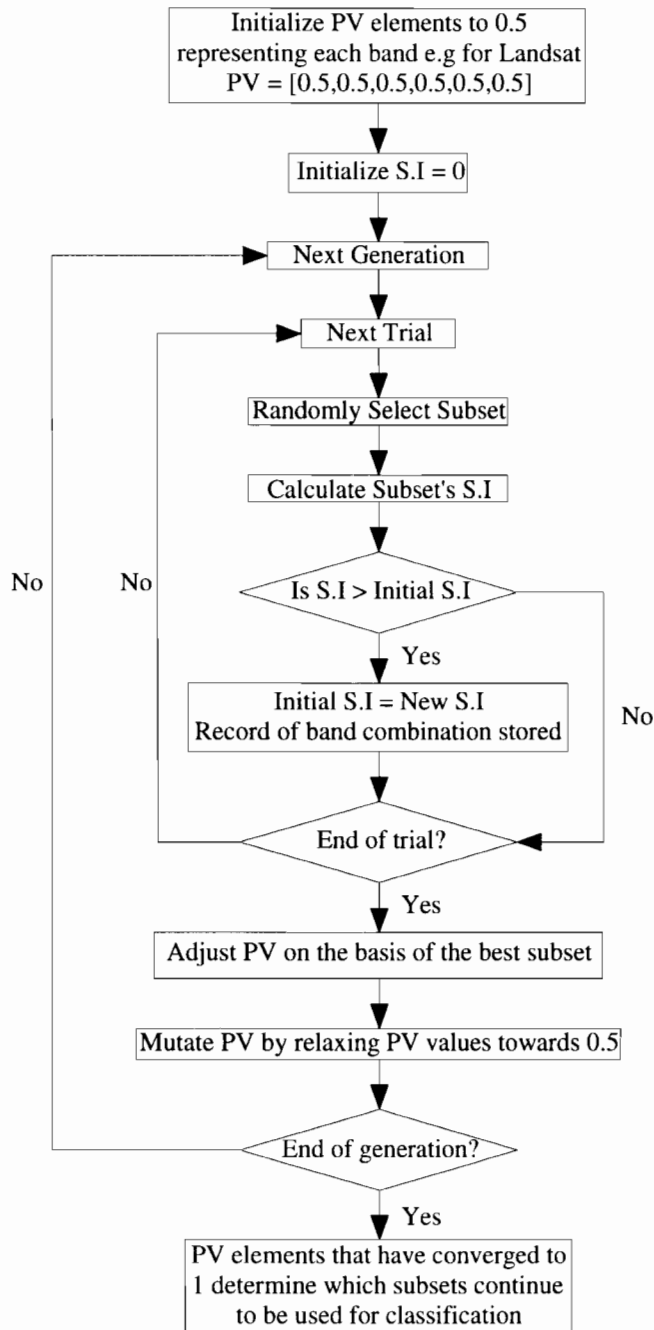 Initialize PV elements to 0.5
representing each band e.g for Landsat
PV = [0.5,0.5,0.5,0.5,0.5,0.5]
Initialize S.I = 0
Next Generation
Next Trial
Randomly Select Subset
Calculate Subset's S.I
No
No
Is S.I > Initial S.I
Yes
Initial S.I = New S.I
Record of band combination stored
No
End of trial?
Yes
Adjust PV on the basis of the best subset
Mutate PV by relaxing PV values towards 0.5
End of generation?
Yes
PV elements that have converged to
1 determine which subsets continue
to be used for classification